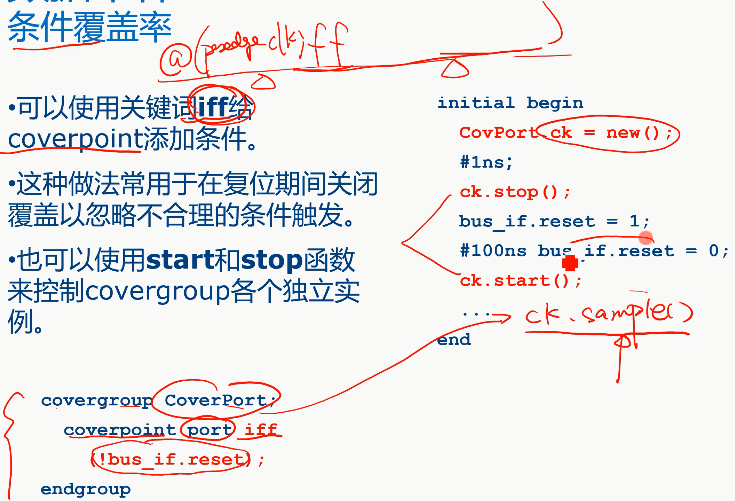 条件覆盖率
@(posedge clk) iff
•可以使用关键词iff给
coverpoint添加条件。
•这种做法常用于在复位期间关闭
覆盖以忽略不合理的条件触发。
•也可以使用start和stop函数
来控制covergroup各个独立实
例。
covergroup CoverPort;
coverpoint port iff
(!bus_if.reset);
endgroup
initial begin
CovPort ck = new();
#1ns;
ck.stop();
bus_if.reset = 1;
#100ns bus_if.reset = 0;
ck.start();
...
ck.sample()
end